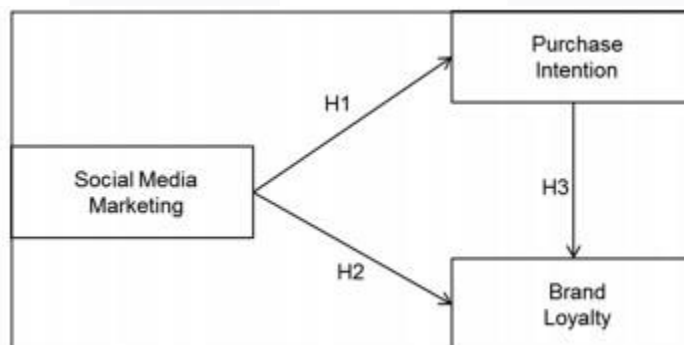 Purchase
Intention
H1
Social Media
Marketing
H3
H2
Brand
Loyalty